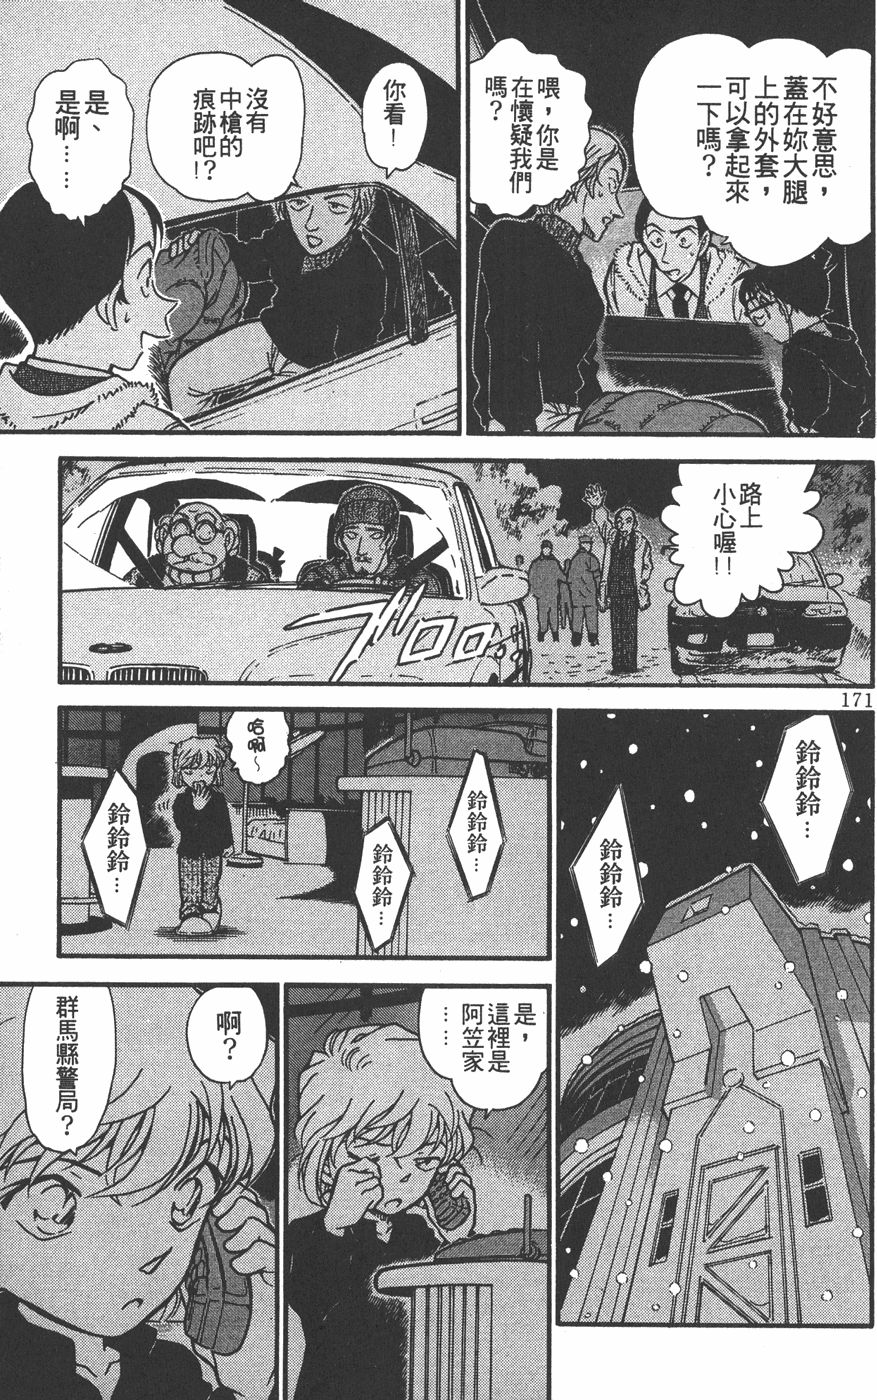 不好意思，
蓋在妳大腿
上的外套，
可以拿起來
一下嗎？
喂，你是
在懷疑我們
嗎？
你看！
沒有
中槍的
痕跡吧！？
是、
是啊……
路上
小心喔！！
ブロロ…
171
鈴鈴鈴…
鈴鈴鈴…
哈啊～
鈴鈴鈴…
鈴鈴鈴…
鈴鈴鈴…
是，
這裡是
阿笠家
……
啊？
群馬縣警局？